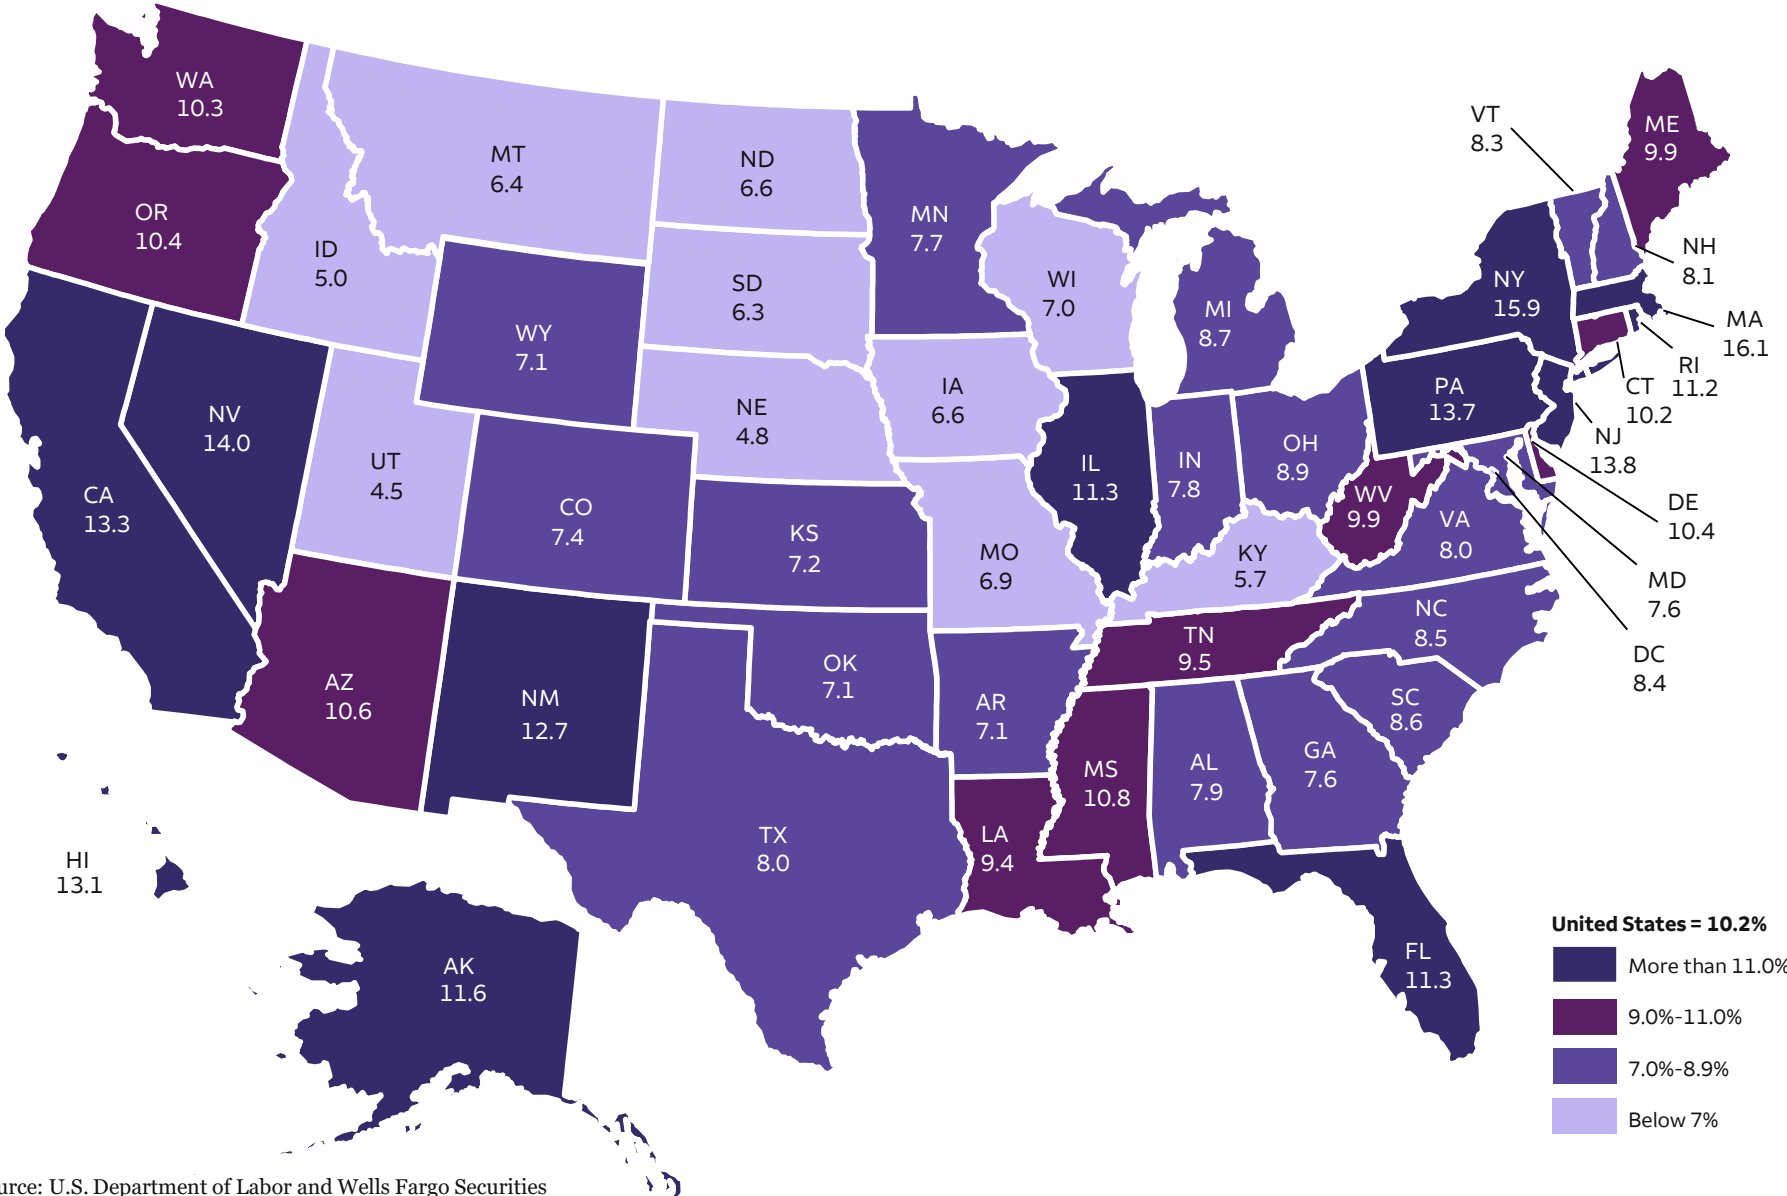 WA
10.3
OR
10.4
CA
13.3
NV
14.0
ID
5.0
MT
6.4
WY
7.1
UT
4.5
CO
7.4
AZ
10.6
NM
12.7
ND
6.6
SD
6.3
NE
4.8
KS
7.2
OK
7.1
TX
8.0
MN
7.7
IA
6.6
MO
6.9
AR
7.1
LA
9.4
WI
7.0
IL
11.3
MI
8.7
IN
7.8
OH
8.9
KY
5.7
TN
9.5
MS
10.8
AL
7.9
GA
7.6
FL
11.3
SC
8.6
NC
8.5
VA
8.0
WV
9.9
PA
13.7
NY
15.9
VT
8.3
ME
9.9
NH
8.1
MA
16.1
RI
11.2
CT
10.2
NJ
13.8
DE
10.4
MD
7.6
DC
8.4
HI
13.1
AK
11.6
United States = 10.2%
More than 11.0%
9.0%-11.0%
7.0%-8.9%
Below 7%
urce: U.S. Department of Labor and Wells Fargo Securities